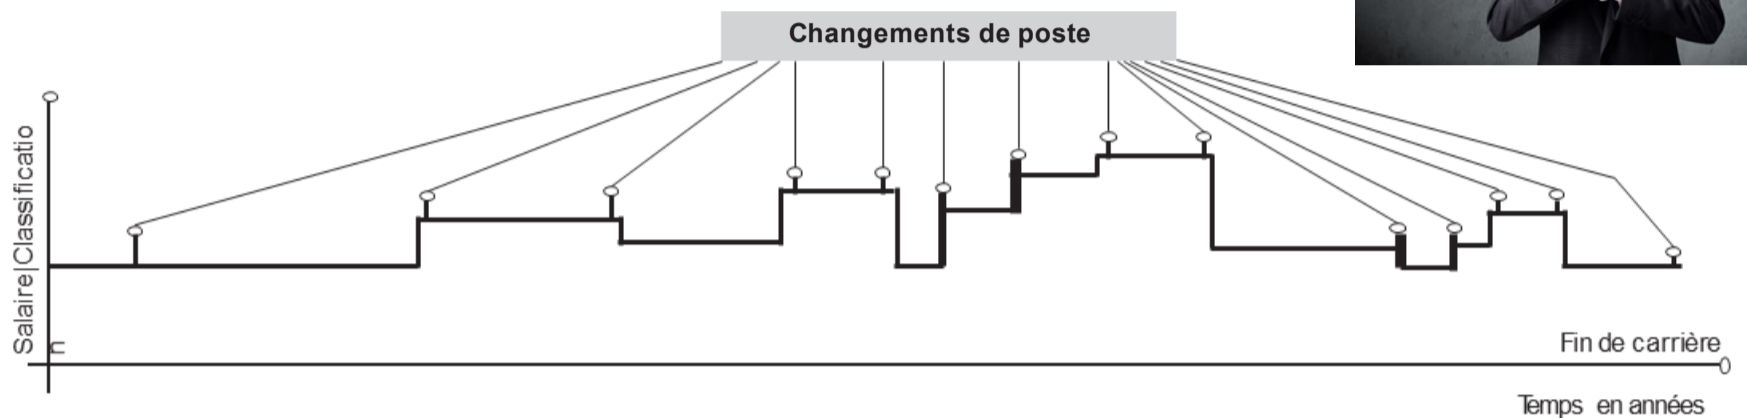 Changements de poste
Salaire|Classificatio
n
Fin de carrière
Temps en années